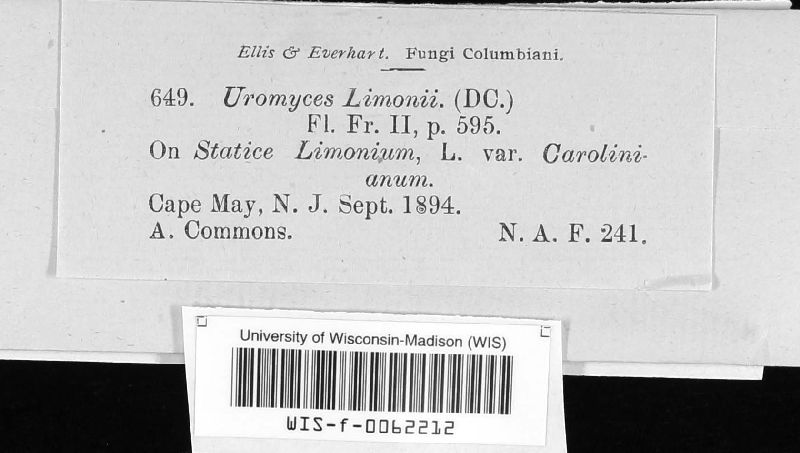 Ellis & Everhart. Fungi Columbiani.
649. Uromyces Limonii. (DC.)
Fl. Fr. II, p. 595.
On Statice Limonium, L. var. Carolini-
anum.
Cape May, N. J. Sept. 1894.
A. Commons. N. A. F. 241.
University of Wisconsin-Madison (WIS)
WIS-f-0062212